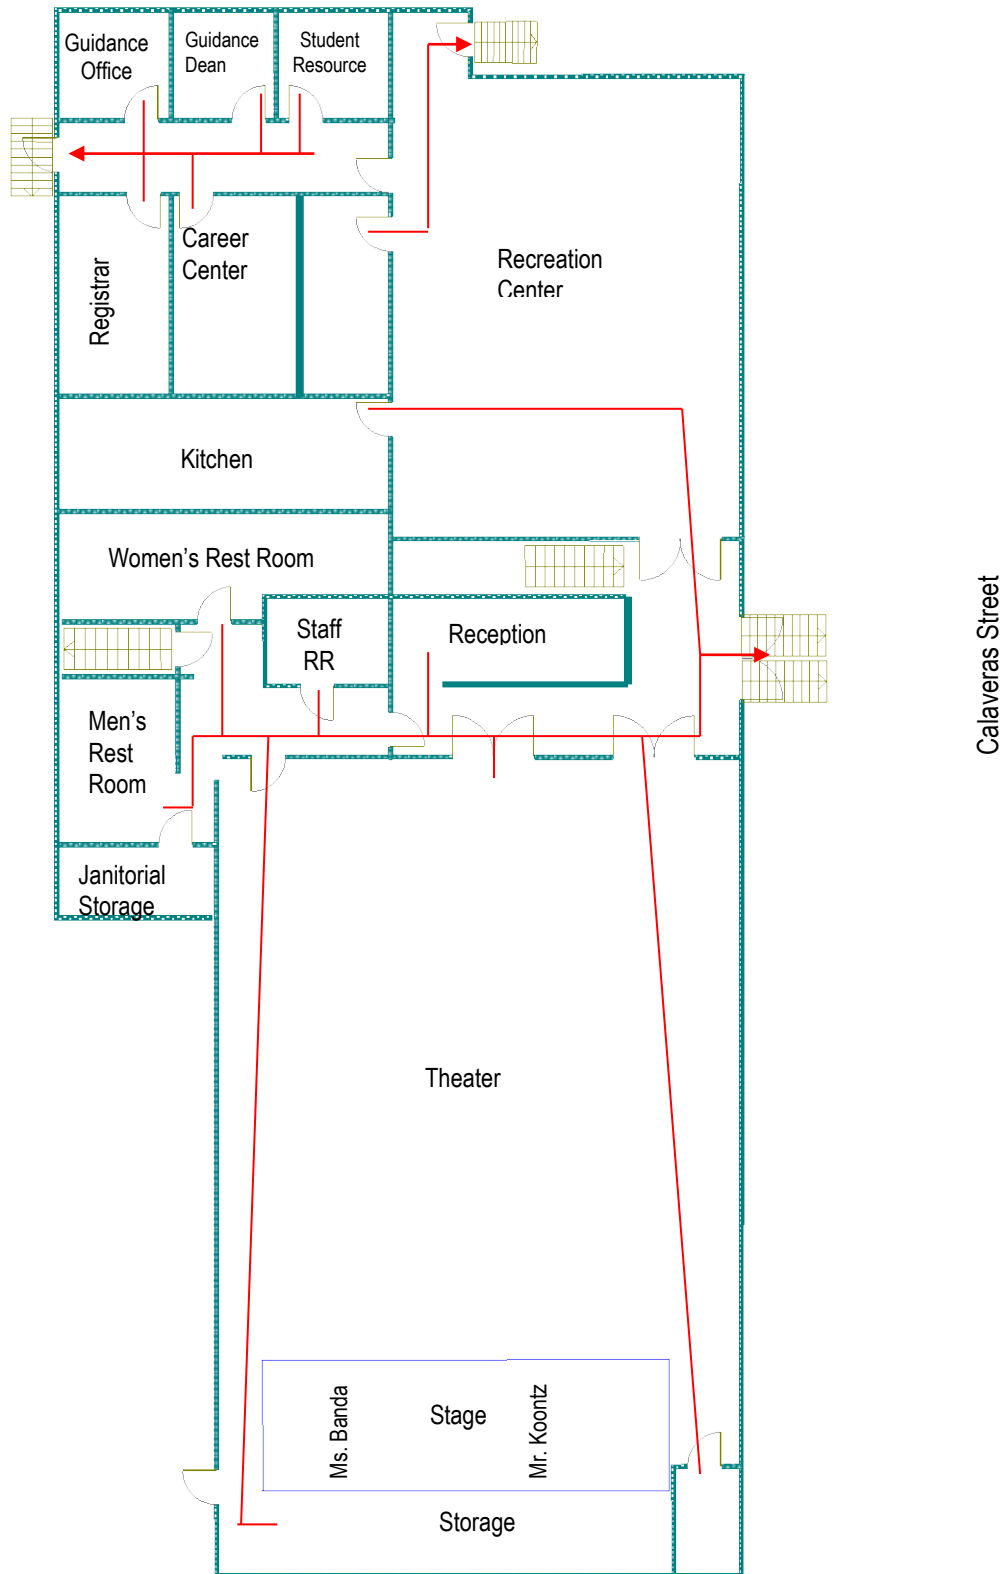 Guidance
Office
Guidance
Dean
Student
Resource
Registrar
Career
Center
Recreation
Center
Kitchen
Women's Rest Room
Staff
RR
Reception
Calaveras Street
Men's
Rest
Room
Janitorial
Storage
Theater
Ms. Banda
Stage
Mr. Koontz
Storage